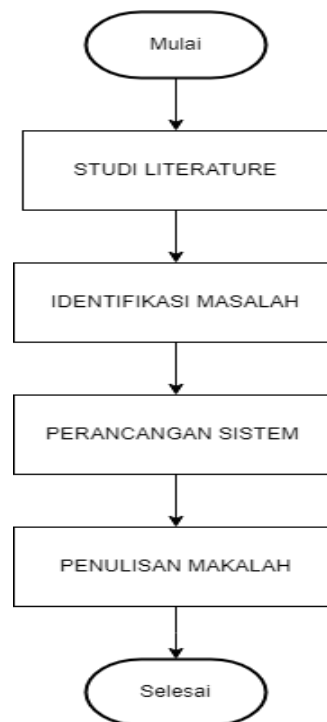 Mulai
STUDI LITERATURE
IDENTIFIKASI MASALAH
PERANCANGAN SISTEM
PENULISAN MAKALAH
Selesai